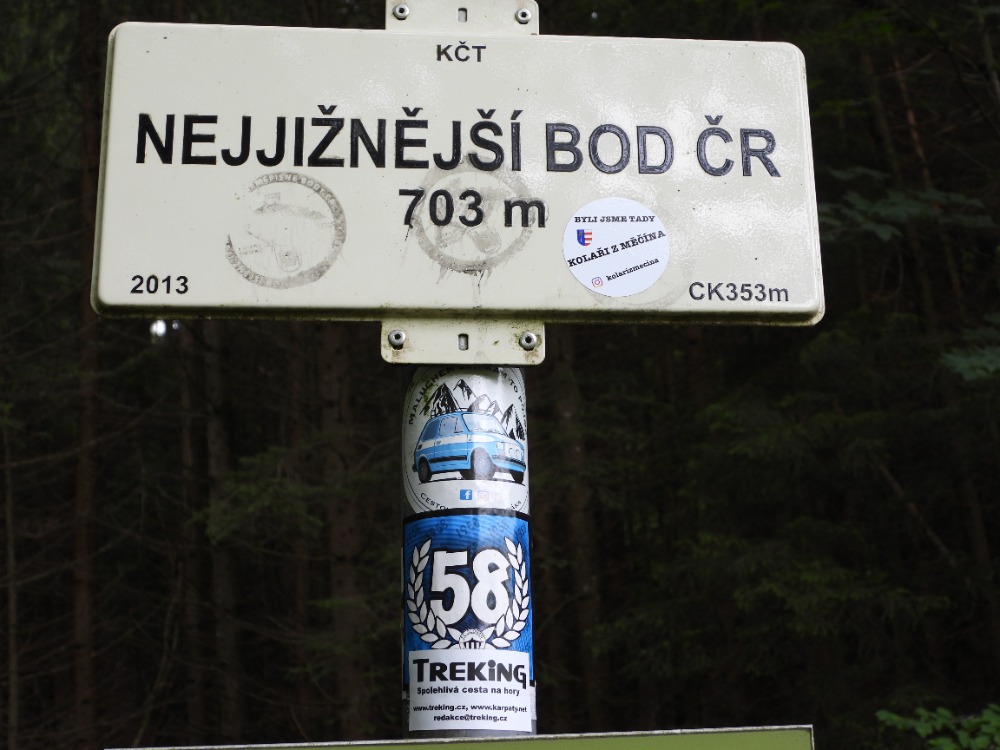 KČT
NEJJIŽNĚJŠÍ BOD ČR
703 m
BYLI JSME TADY
KOLAŘI Z MĚČÍNA
kolarizmecina
2013
CK353m
58
TREKING
Spolehlivá cesta na hory
www.treking.cz, www.karpaty.net
redakce@treking.cz